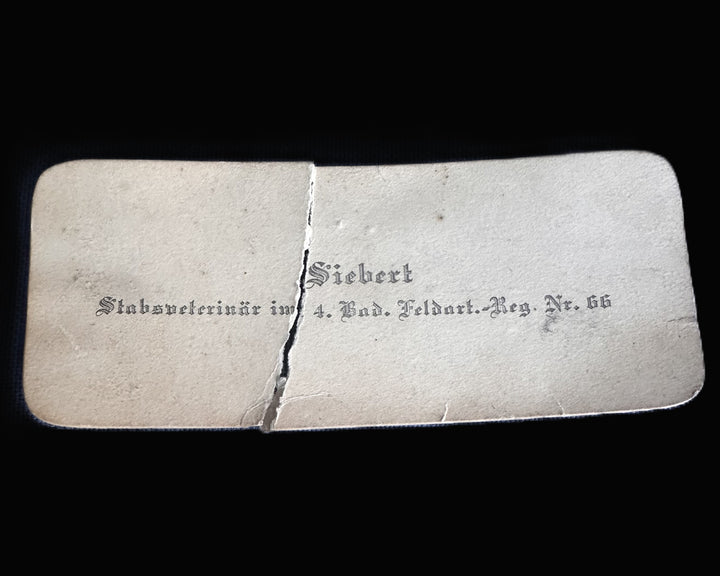 Siebert
Stabsveterinär im 4. Bad. Feldart.-Reg. Nr. 66